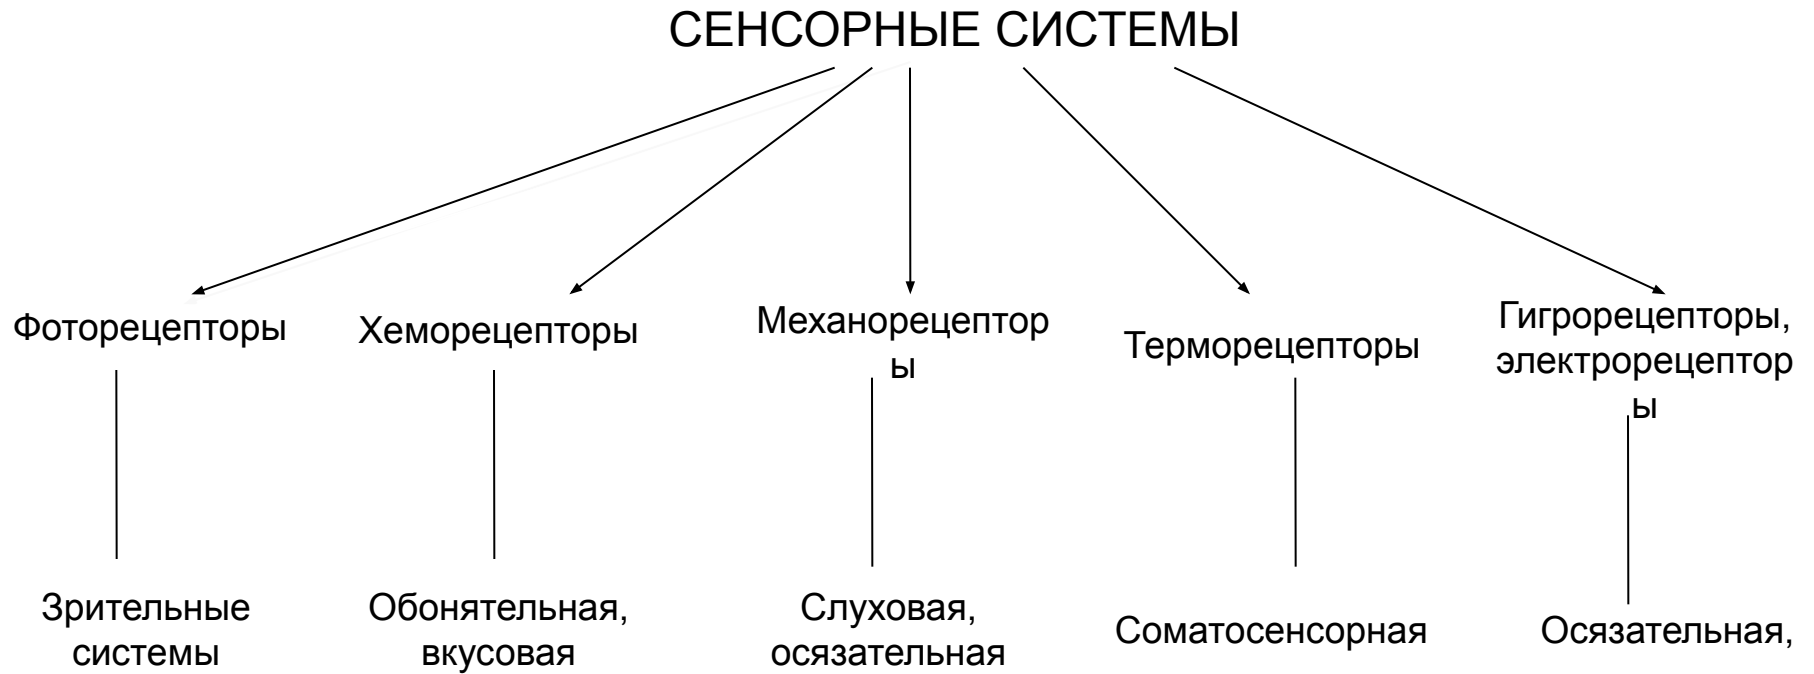 СЕНСОРНЫЕ СИСТЕМЫ
Фоторецепторы
Хеморецепторы
Механорецептор
ы
Терморецепторы
Гигрорецепторы,
электрорецептор
ы
Зрительные
системы
Обонятельная,
вкусовая
Слуховая,
осязательная
Соматосенсорная
Осязательная,